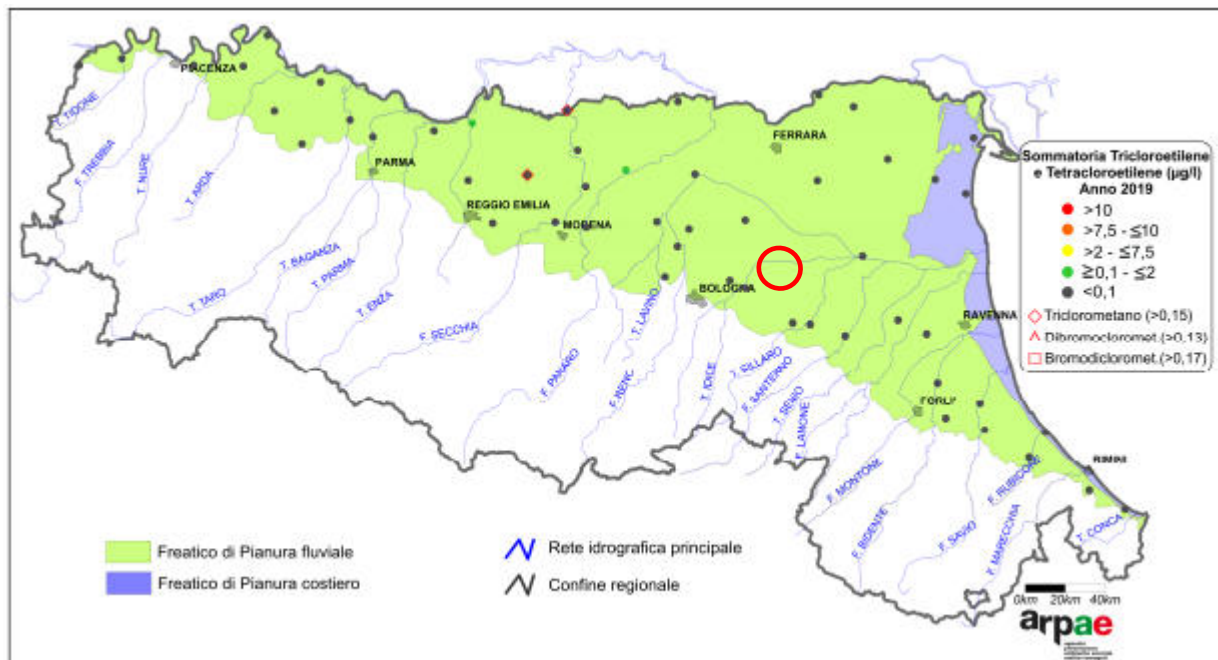 PIACENZA
T. TIDONE
F. TREBBIA
T. NURE
T. ARDA
PARMA
FERRARA
REGGIO EMILIA
MODENA
T. BAGANZA
T. PARMA
T. TARO
T. ENZA
F. SECCHIA
BOLOGNA
T. LAVINO
F. PANARO
F. RENO
T. IDICE
T. SILLARO
F. SANTERNO
T. SENIO
F. LAMONE
RAVENNA
FORLI'
F. MONTONE
F. BIDENTE
F. SAVIO
F. RUBICONE
F. MARECCHIA
RIMINI
T. CONCA
Sommatoria Tricloroetilene
e Tetracloroetilene (µg/l)
Anno 2019
>10
>7,5 - ≤10
>2 - ≤7,5
≥0,1 - ≤2
<0,1
Triclorometano (>0,15)
Dibromocloromet.(>0,13)
Bromodicloromet.(>0,17)
Freatico di Pianura fluviale
Freatico di Pianura costiero
Rete idrografica principale
Confine regionale
0km 20km 40km
arpae